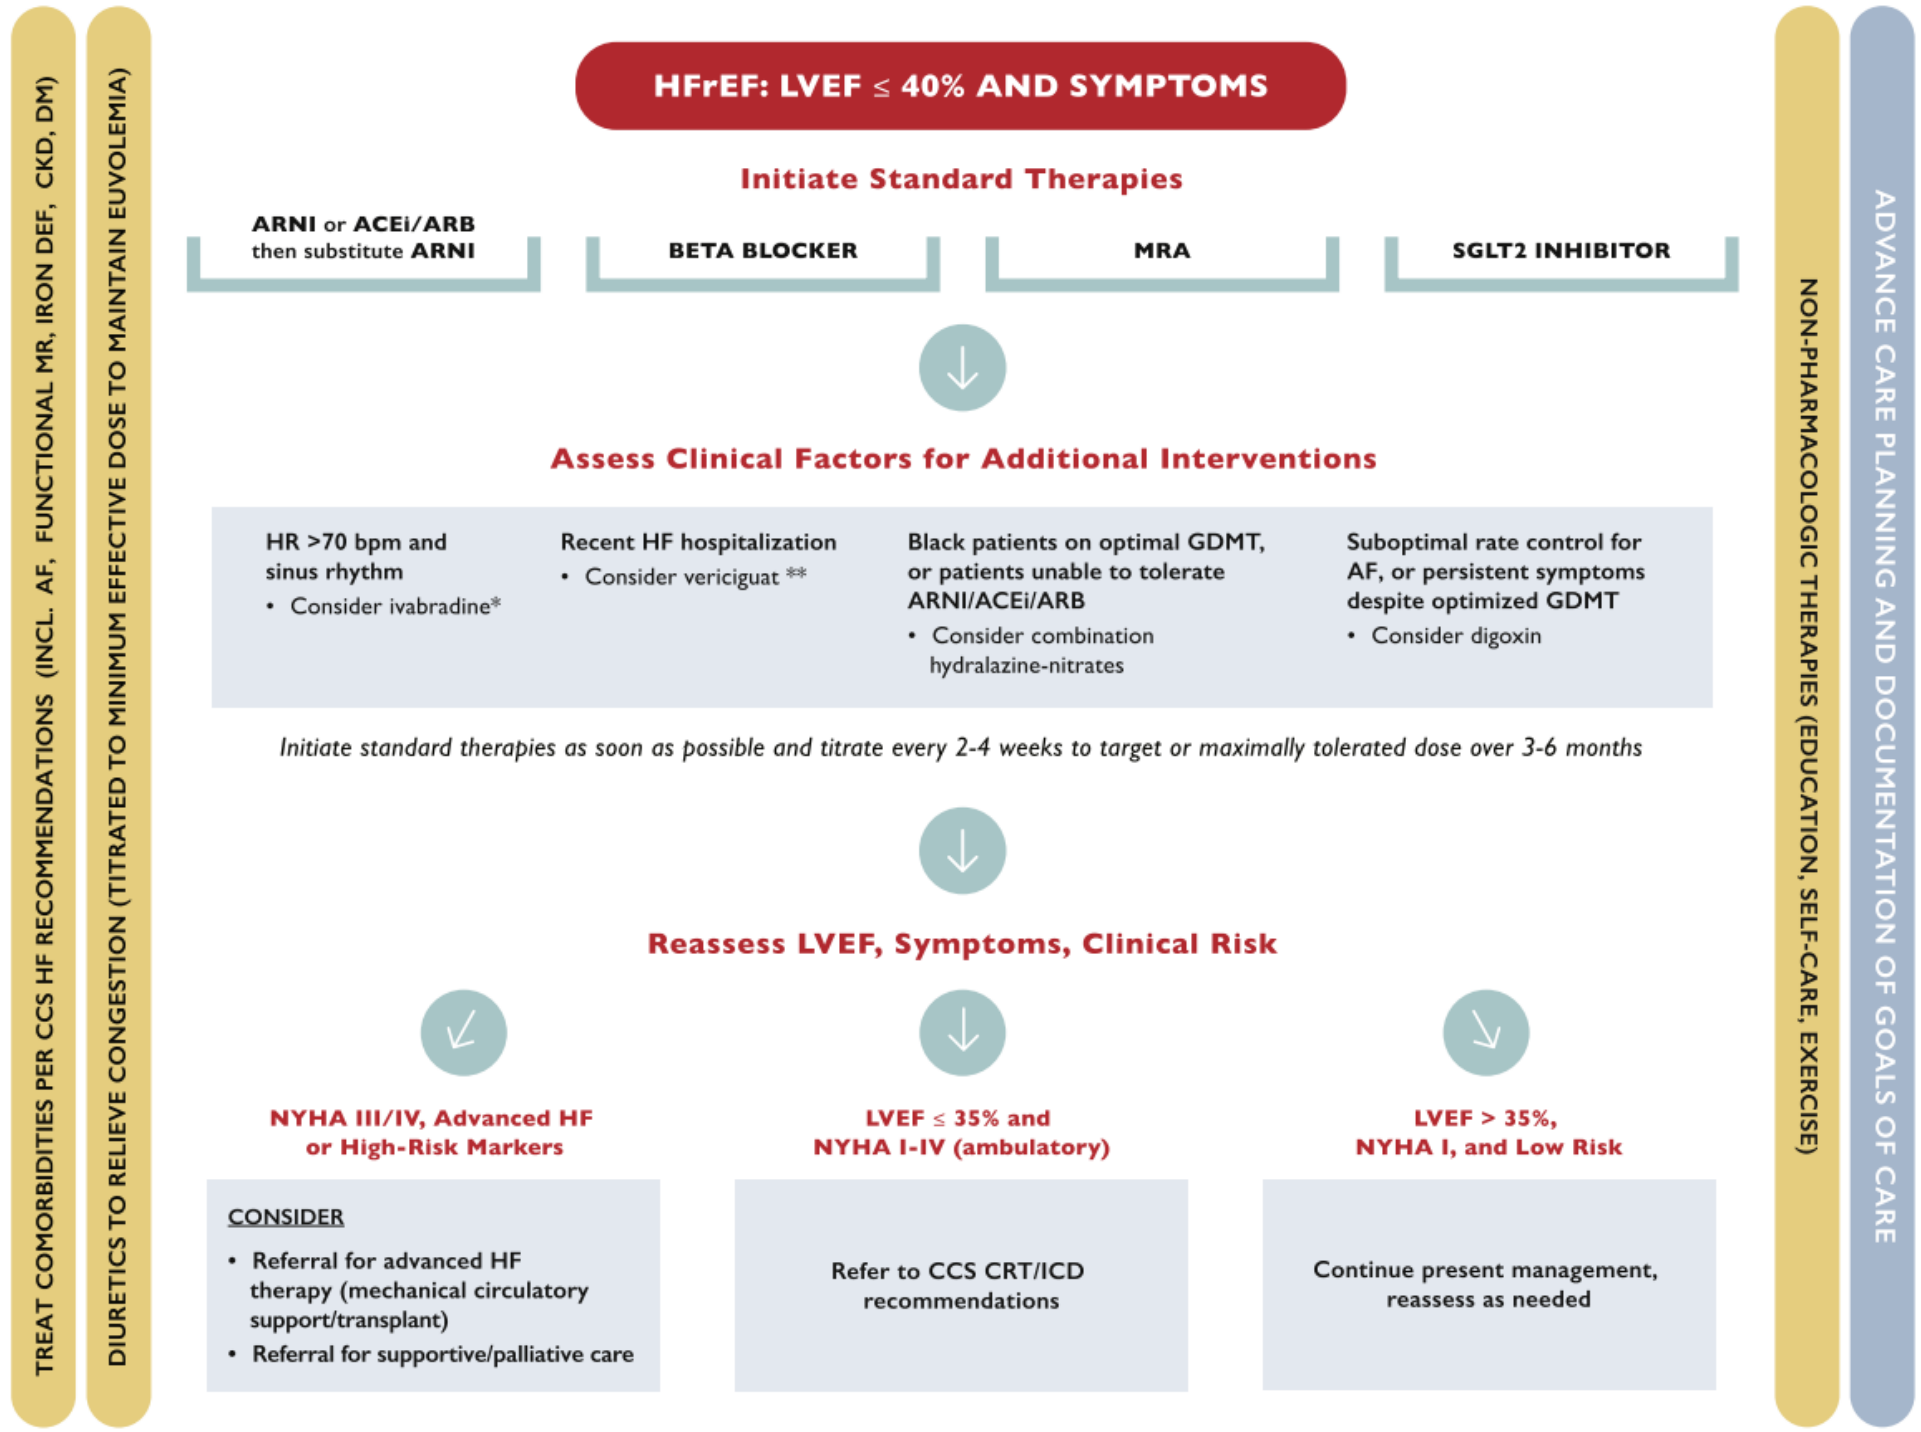 TREAT COMORBIDITIES PER CCS HF RECOMMENDATIONS (INCL. AF, FUNCTIONAL MR, IRON DEF, CKD, DM)
DIURETICS TO RELIEVE CONGESTION (TITRATED TO MINIMUM EFFECTIVE DOSE TO MAINTAIN EUVOLEMIA)
HFrEF: LVEF ≤ 40% AND SYMPTOMS
Initiate Standard Therapies
ARNI or ACEi/ARB
then substitute ARNI
BETA BLOCKER
MRA
SGLT2 INHIBITOR
Assess Clinical Factors for Additional Interventions
HR >70 bpm and
sinus rhythm
• Consider ivabradine*
Recent HF hospitalization
• Consider vericiguat **
Black patients on optimal GDMT,
or patients unable to tolerate
ARNI/ACEi/ARB
• Consider combination
hydralazine-nitrates
Suboptimal rate control for
AF, or persistent symptoms
despite optimized GDMT
• Consider digoxin
Initiate standard therapies as soon as possible and titrate every 2-4 weeks to target or maximally tolerated dose over 3-6 months
Reassess LVEF, Symptoms, Clinical Risk
NYHA III/IV, Advanced HF
or High-Risk Markers
CONSIDER
• Referral for advanced HF
therapy (mechanical circulatory
support/transplant)
• Referral for supportive/palliative care
LVEF ≤ 35% and
NYHA I-IV (ambulatory)
Refer to CCS CRT/ICD
recommendations
LVEF > 35%,
NYHA I, and Low Risk
Continue present management,
reassess as needed
NON-PHARMACOLOGIC THERAPIES (EDUCATION, SELF-CARE, EXERCISE)
ADVANCE CARE PLANNING AND DOCUMENTATION OF GOALS OF CARE